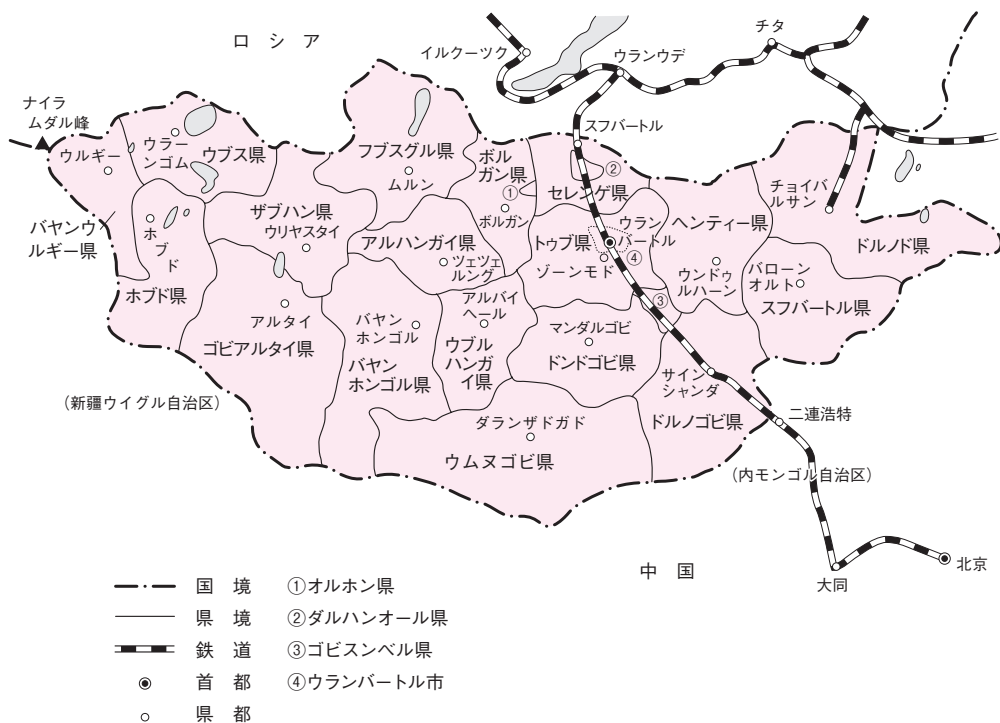 ロシア
イルクーツク
ウランウデ
チタ
ナイラ
ムダル峰
ウルギー
ウラー
ンゴム
ウブス県
フブスグル県
ムルン
ボル
ガン県
①
ボルガン
スフバートル
②
セレンゲ県
チョイバ
ルサン
バヤンウ
ルギー県
ホブド
ザブハン県
ウリヤスタイ
アルハンガイ県
ツェツェ
ルング
トゥブ県
ウラン
バートル
④
ゾーンモド
ヘンティー県
ウンドゥ
ルハーン
バローン
オルト
ドルノド県
スフバートル県
ホブド県
アルタイ
ゴビアルタイ県
バヤン
ホンゴル
バヤン
ホンゴル県
アルバイ
ヘール
ウブル
ハンガ
イ県
マンダルゴビ
ドンドゴビ県
③
サイン
シャンダ
ドルノゴビ県
(新疆ウイグル自治区)
ダランザドガド
ウムヌゴビ県
二連浩特
(内モンゴル自治区)
中国
大同
北京
国境
①オルホン県
県境
②ダルハンオール県
鉄道
③ゴビスンベル県
首都
④ウランバートル市
県都